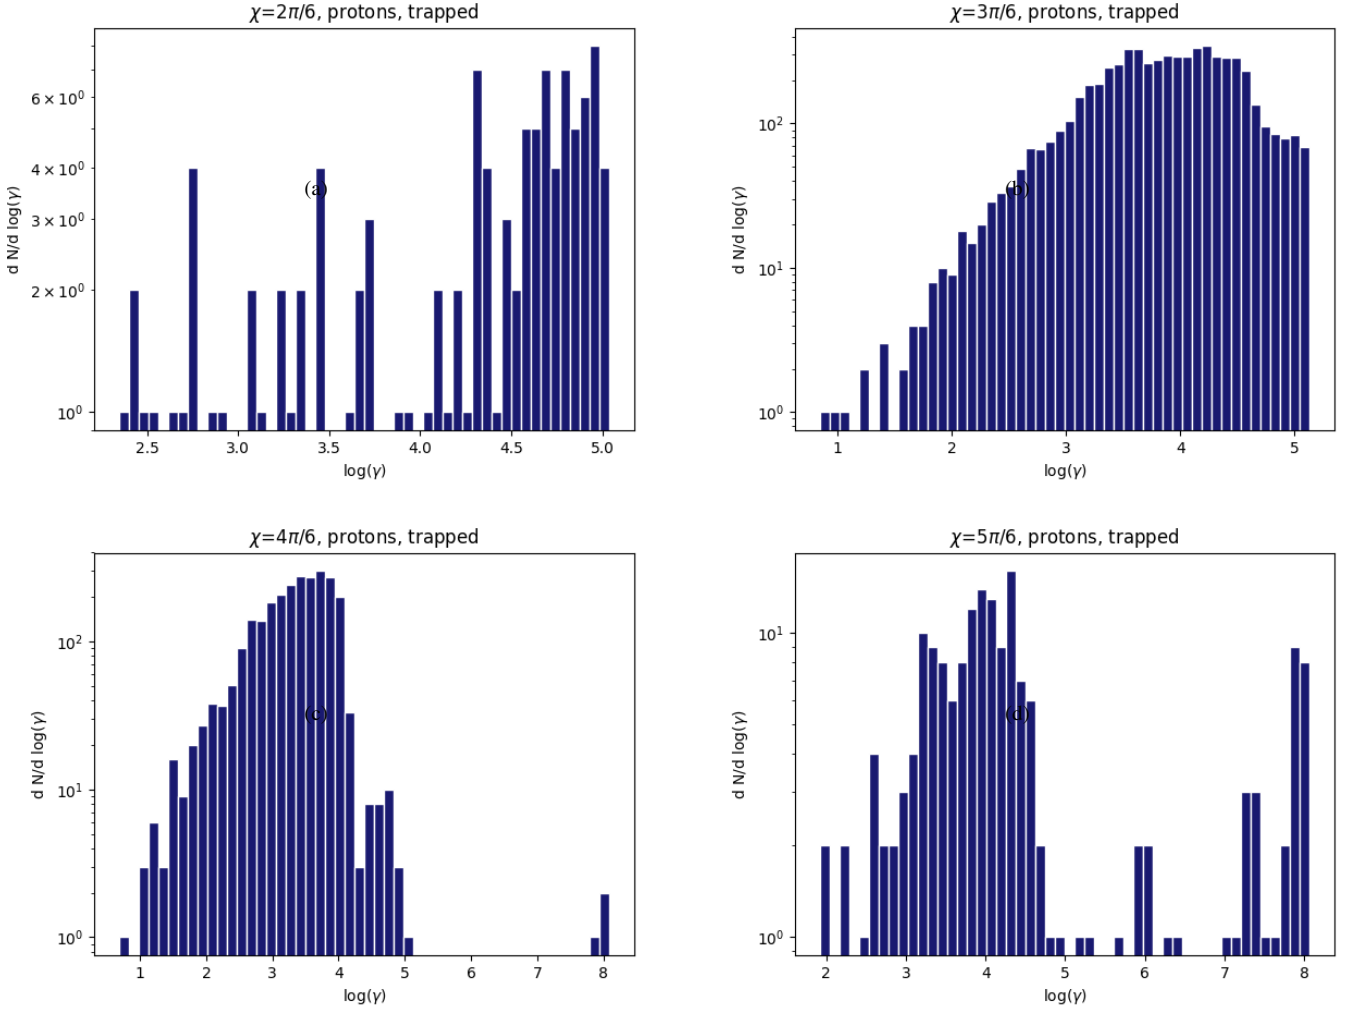 χ=2π/6, protons, trapped
d N/d log(γ)
6 × 10⁰
4 × 10⁰
3 × 10⁰
2 × 10⁰
10⁰
(a)
2.5 3.0 3.5 4.0 4.5 5.0
log(γ)
χ=3π/6, protons, trapped
d N/d log(γ)
10²
10¹
10⁰
(b)
1 2 3 4 5
log(γ)
χ=4π/6, protons, trapped
d N/d log(γ)
10²
10¹
10⁰
(c)
1 2 3 4 5 6 7 8
log(γ)
χ=5π/6, protons, trapped
d N/d log(γ)
10¹
10⁰
(d)
2 3 4 5 6 7 8
log(γ)